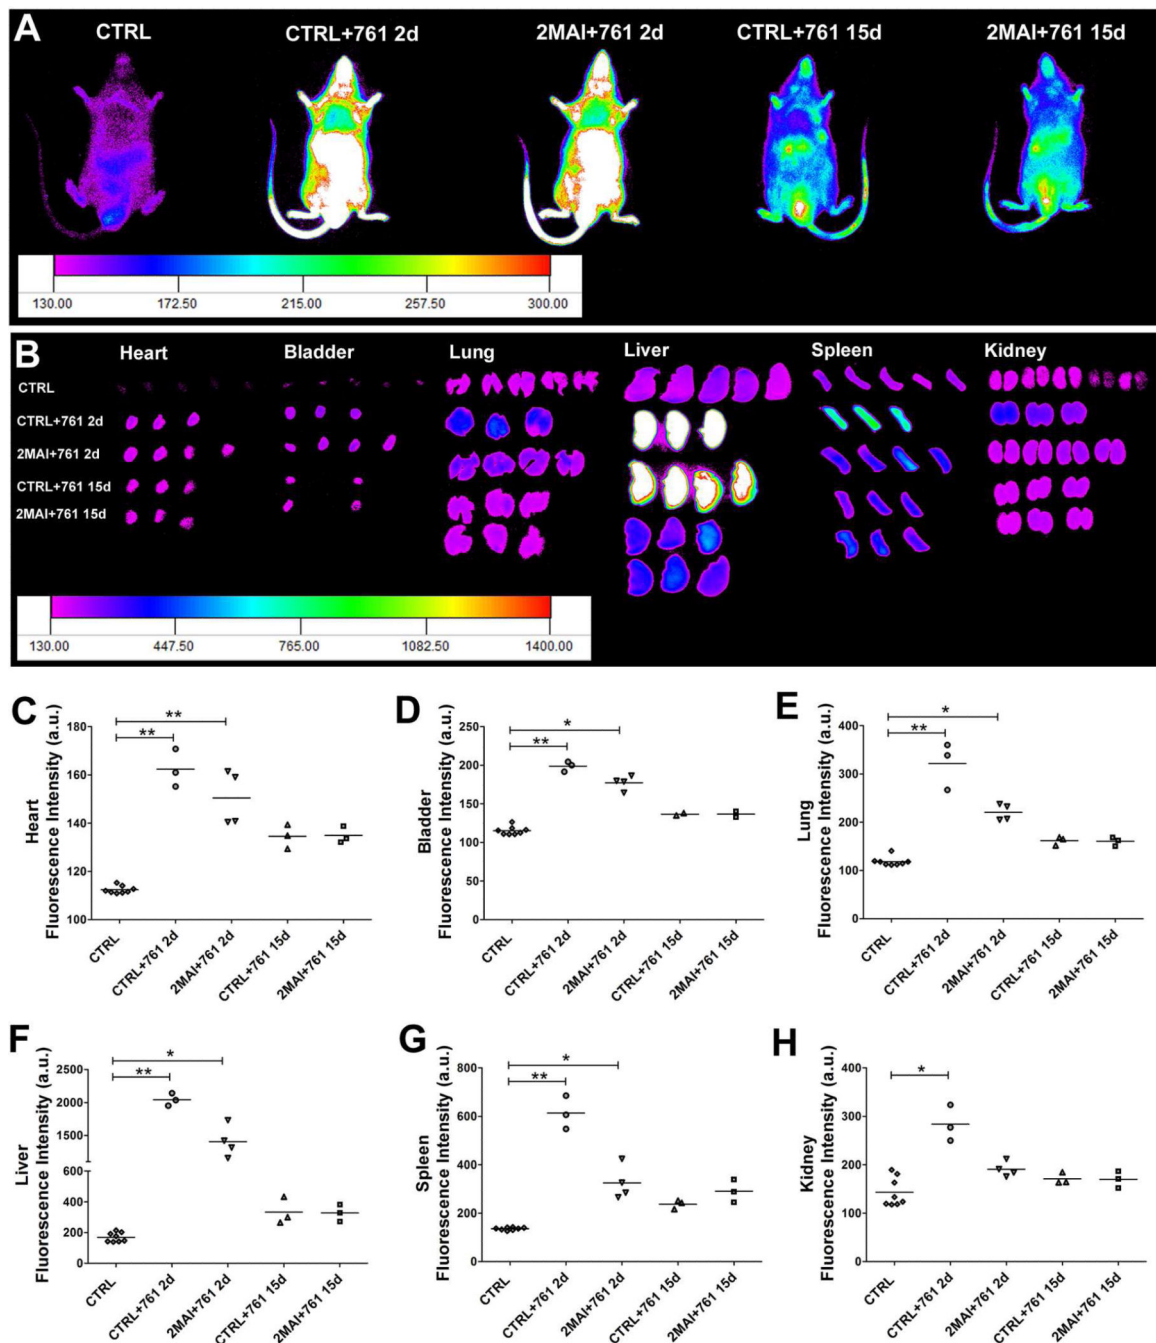 A
CTRL
CTRL+761 2d
2MAI+761 2d
CTRL+761 15d
2MAI+761 15d
130.00 172.50 215.00 257.50 300.00
B
Heart Bladder Lung Liver Spleen Kidney
CTRL
CTRL+761 2d
2MAI+761 2d
CTRL+761 15d
2MAI+761 15d
130.00 447.50 765.00 1082.50 1400.00
C
Heart
Fluorescence Intensity (a.u.)
180
160
140
120
100
**
**
CTRL
CTRL+761 2d
2MAI+761 2d
CTRL+761 15d
2MAI+761 15d
D
Bladder
Fluorescence Intensity (a.u.)
250
200
150
100
50
0
*
**
CTRL
CTRL+761 2d
2MAI+761 2d
CTRL+761 15d
2MAI+761 15d
E
Lung
Fluorescence Intensity (a.u.)
400
300
200
100
0
*
**
CTRL
CTRL+761 2d
2MAI+761 2d
CTRL+761 15d
2MAI+761 15d
F
Liver
Fluorescence Intensity (a.u.)
2500
2000
1500
600
400
200
0
*
**
CTRL
CTRL+761 2d
2MAI+761 2d
CTRL+761 15d
2MAI+761 15d
G
Spleen
Fluorescence Intensity (a.u.)
800
600
400
200
0
*
**
CTRL
CTRL+761 2d
2MAI+761 2d
CTRL+761 15d
2MAI+761 15d
H
Kidney
Fluorescence Intensity (a.u.)
400
300
200
100
0
*
CTRL
CTRL+761 2d
2MAI+761 2d
CTRL+761 15d
2MAI+761 15d